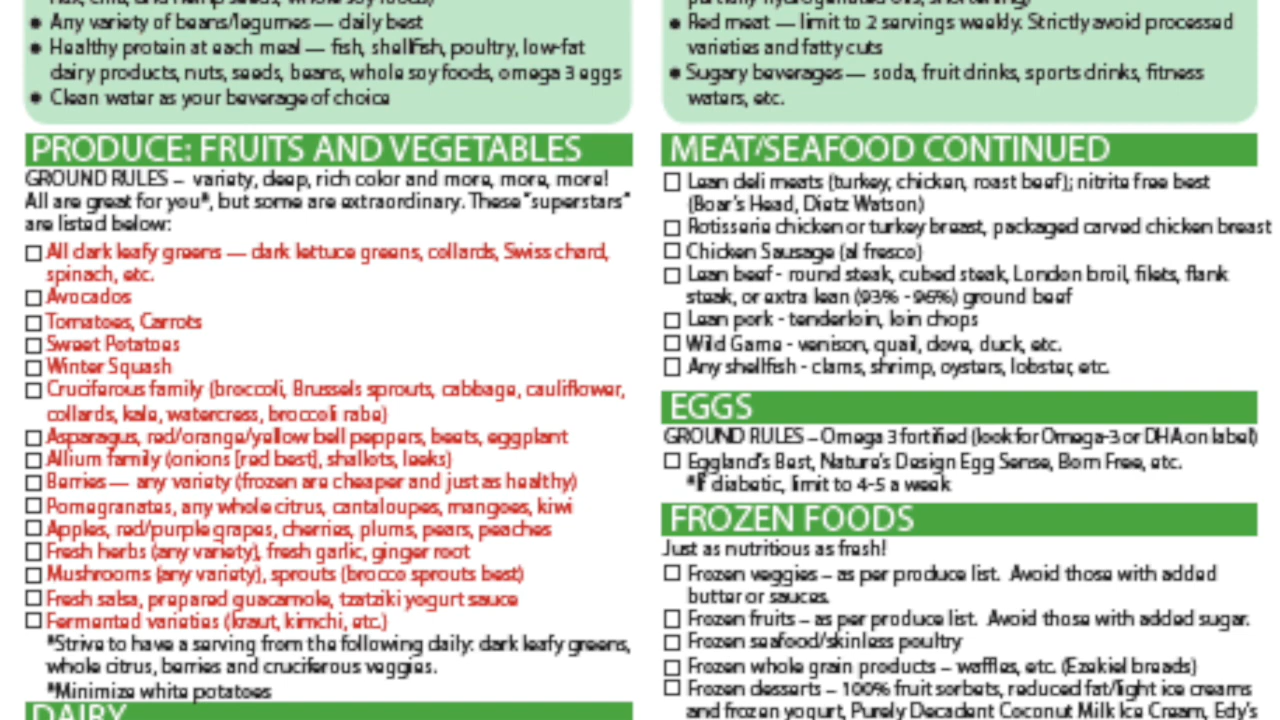 ● Any variety of beans/legumes — daily best
● Healthy protein at each meal — fish, shellfish, poultry, low-fat
dairy products, nuts, seeds, beans, whole soy foods, omega 3 eggs
● Clean water as your beverage of choice
PRODUCE: FRUITS AND VEGETABLES
GROUND RULES – variety, deep, rich color and more, more, more!
All are great for you*, but some are extraordinary. These "superstars"
are listed below:
☐ All dark leafy greens — dark lettuce greens, collards, Swiss chard,
spinach, etc.
☐ Avocados
☐ Tomatoes, Carrots
☐ Sweet Potatoes
☐ Winter Squash
☐ Cruciferous family (broccoli, Brussels sprouts, cabbage, cauliflower,
collards, kale, watercress, broccoli rabe)
☐ Asparagus, red/orange/yellow bell peppers, beets, eggplant
☐ Allium family (onions [red best], shallots, leeks)
☐ Berries — any variety (frozen are cheaper and just as healthy)
☐ Pomegranates, any whole citrus, cantaloupes, mangoes, kiwi
☐ Apples, red/purple grapes, cherries, plums, pears, peaches
☐ Fresh herbs (any variety), fresh garlic, ginger root
☐ Mushrooms (any variety), sprouts (brocco sprouts best)
☐ Fresh salsa, prepared guacamole, tzatziki yogurt sauce
☐ Fermented varieties (kraut, kimchi, etc.)
*Strive to have a serving from the following daily: dark leafy greens,
whole citrus, berries and cruciferous veggies.
*Minimize white potatoes
DAIRY
● Red meat — limit to 2 servings weekly. Strictly avoid processed
varieties and fatty cuts
● Sugary beverages — soda, fruit drinks, sports drinks, fitness
waters, etc.
MEAT/SEAFOOD CONTINUED
☐ Lean deli meats (turkey, chicken, roast beef); nitrite free best
(Boar's Head, Dietz Watson)
☐ Rotisserie chicken or turkey breast, packaged carved chicken breast
☐ Chicken Sausage (al fresco)
☐ Lean beef - round steak, cubed steak, London broil, filets, flank
steak, or extra lean (93% - 96%) ground beef
☐ Lean pork - tenderloin, loin chops
☐ Wild Game - venison, quail, dove, duck, etc.
☐ Any shellfish - clams, shrimp, oysters, lobster, etc.
EGGS
GROUND RULES – Omega 3 fortified (look for Omega-3 or DHA on label)
☐ Eggland's Best, Nature's Design Egg Sense, Born Free, etc.
*If diabetic, limit to 4-5 a week
FROZEN FOODS
Just as nutritious as fresh!
☐ Frozen veggies – as per produce list. Avoid those with added
butter or sauces.
☐ Frozen fruits – as per produce list. Avoid those with added sugar.
☐ Frozen seafood/skinless poultry
☐ Frozen whole grain products – waffles, etc. (Ezekiel breads)
☐ Frozen desserts – 100% fruit sorbets, reduced fat/light ice creams
and frozen yogurt, Purely Decadent Coconut Milk Ice Cream, Edy's